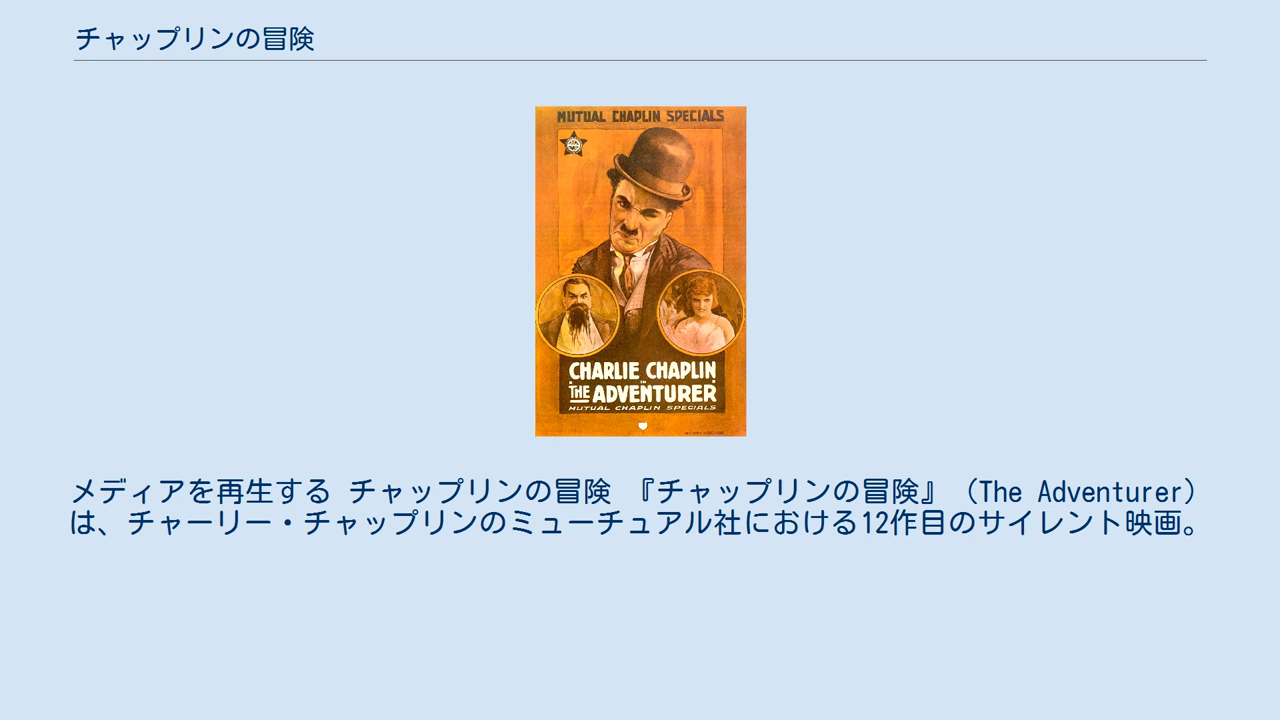 チャップリンの冒険
MUTUAL CHAPLIN SPECIALS
CHARLIE CHAPLIN
IN
THE ADVENTURER
MUTUAL CHAPLIN SPECIALS
メディアを再生する チャップリンの冒険 『チャップリンの冒険』（The Adventurer）
は、チャーリー・チャップリンのミューチュアル社における12作目のサイレント映画。